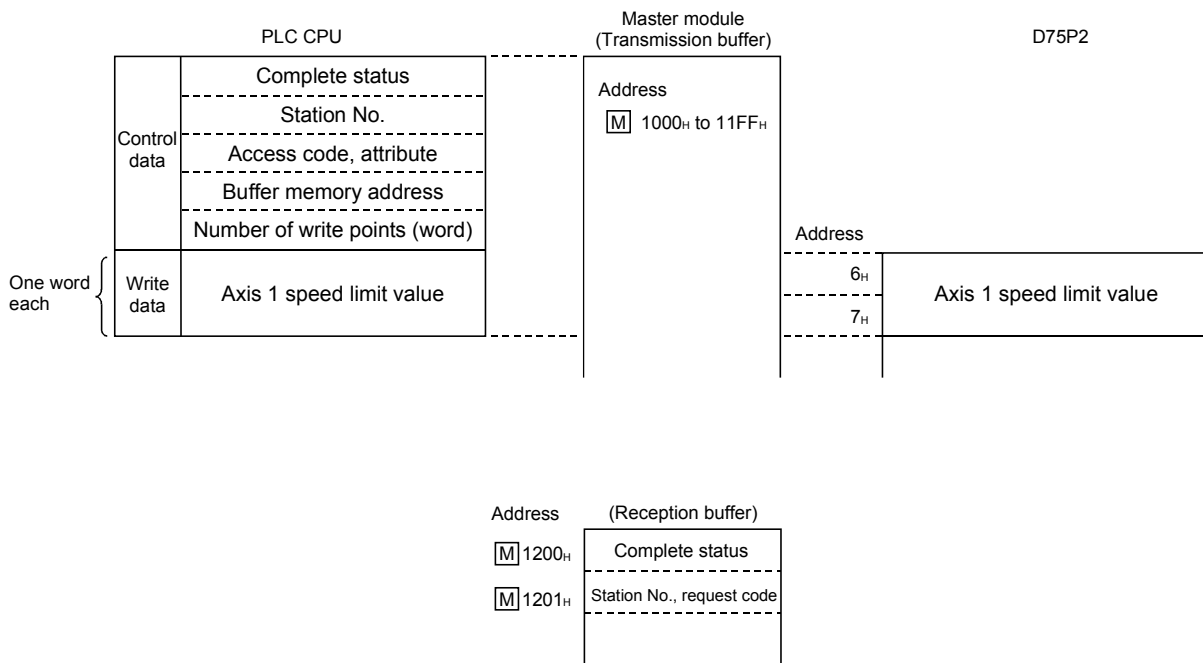 PLC CPU
Master module
(Transmission buffer)
D75P2
Control
data
Complete status
Station No.
Access code, attribute
Buffer memory address
Number of write points (word)
One word
each
Write
data
Axis 1 speed limit value
Address
M 1000H to 11FFH
Address
6H
7H
Axis 1 speed limit value
Address
(Reception buffer)
M 1200H
Complete status
M 1201H
Station No., request code